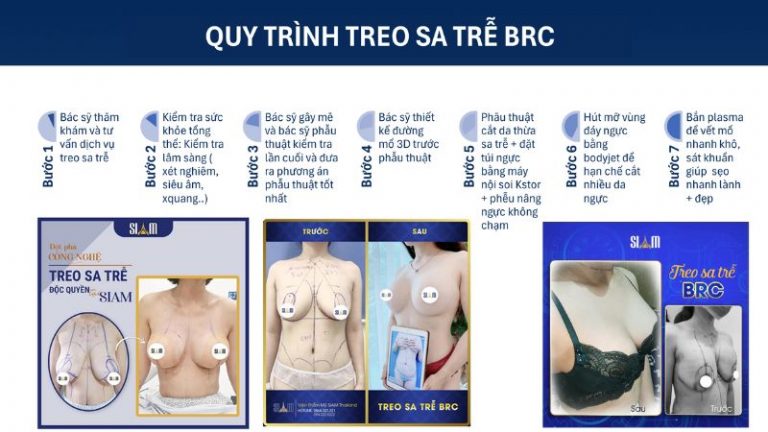 QUY TRÌNH TREO SA TRỄ BRC
Bước 1
Bác sỹ thăm
khám và tư
vấn dịch vụ
treo sa trễ
Bước 2
Kiểm tra sức
khỏe tổng
thể: Kiểm tra
lâm sàng (
xét nghiêm,
siêu âm,
xquang..)
Bước 3
Bác sỹ gây mê
và bác sỹ phẫu
thuật kiểm tra
lần cuối và đưa
ra phương án
phẫu thuật tốt
nhất
Bước 4
Bác sỹ thiết
kế đường
mổ 3D trước
phẫu thuật
Bước 5
Phâu thuật
cắt da thừa
sa trễ + đặt
túi ngực
bằng máy
nội soi Kstor
+ phễu nâng
ngực không
chạm
Bước 6
Hút mỡ vùng
đáy ngực
bằng
bodyjet để
hạn chế cắt
nhiều da
ngực
Bước 7
Bắn plasma
để vết mổ
nhanh khô,
sát khuẩn
giúp sẹo
nhanh lành
+ đẹp
SIAM
Đột phá
CÔNG NGHỆ
TREO SA TRỄ
ĐỘC QUYỀN
SIAM
TRƯỚC
SAU
SIAM
TREO SA TRỄ BRC
SIAM
Treo sa trễ
BRC
Sau
Trước